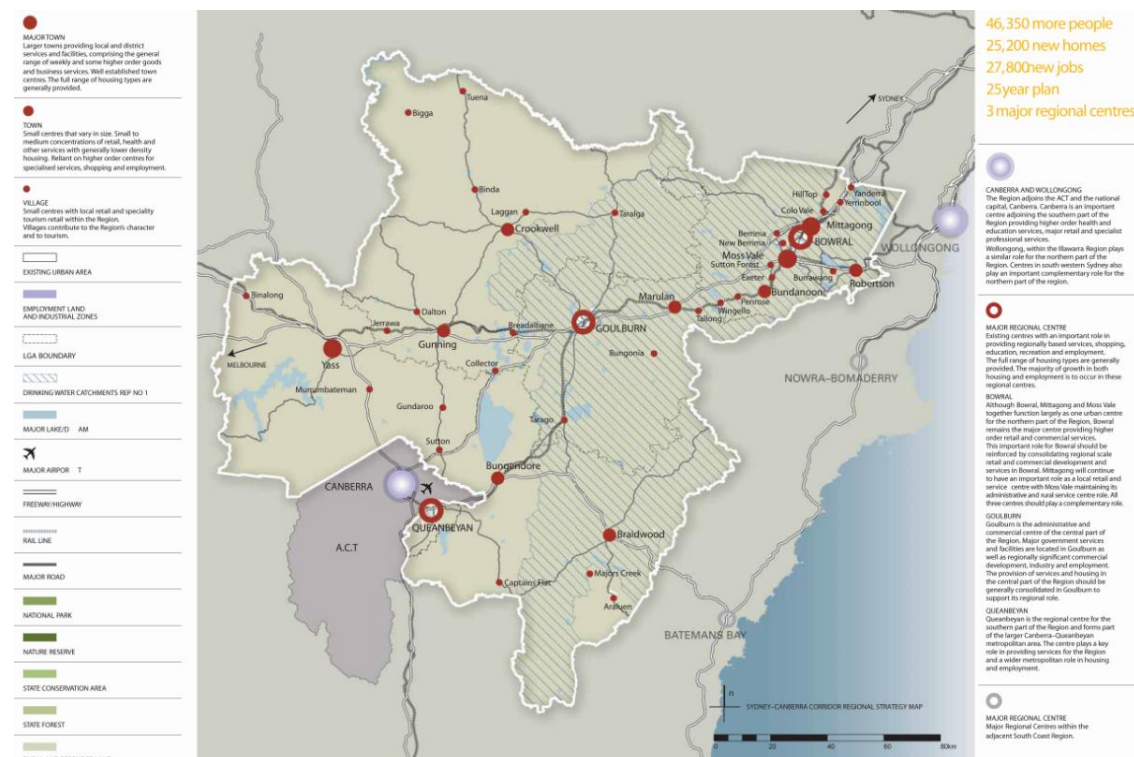 MAJOR TOWN
Larger towns providing local and district
services and facilities, comprising the general
range of weekly and some higher order goods
and business services. Well established town
centres. The full range of housing types are
generally provided.
TOWN
Small centres that vary in size. Small to
medium concentrations of retail, health and
other services with generally lower density
housing. Reliant on higher order centres for
specialised services, shopping and employment.
VILLAGE
Small centres with local retail and speciality
tourism retail within the Region.
Villages contribute to the Region's character
and to tourism.
EXISTING URBAN AREA
EMPLOYMENT LAND
AND INDUSTRIAL ZONES
LGA BOUNDARY
DRINKING WATER CATCHMENTS REP NO 1
MAJOR LAKE/D AM
MAJOR AIRPOR T
FREEWAY/HIGHWAY
RAIL LINE
MAJOR ROAD
NATIONAL PARK
NATURE RESERVE
STATE CONSERVATION AREA
STATE FOREST
Tuena
Bigga
SYDNEY
Binda
Laggan
Taralga
Crookwell
Hill Top
Yanderra
Yerrinbool
Colo Vale
Mittagong
Berrima
BOWRAL
New Berrima
Moss Vale
WOLLONGONG
Sutton Forest
Exeter
Burrawang
Robertson
Bundanoon
Penrose
Wingello
Tallong
Marulan
Binalong
Dalton
Jerrawa
Breadalbane
GOULBURN
Gunning
Yass
MELBOURNE
Collector
Bungonia
Murrumbateman
Gundaroo
NOWRA-BOMADERRY
Tarago
Sutton
Bungendore
CANBERRA
QUEANBEYAN
A.C.T
Braidwood
Captains Flat
Majors Creek
Araluen
BATEMANS BAY
n
SYDNEY–CANBERRA CORRIDOR REGIONAL STRATEGY MAP
0 20 40 60 80km
46,350 more people
25,200 new homes
27,800new jobs
25year plan
3 major regional centres
CANBERRA AND WOLLONGONG
The Region adjoins the ACT and the national
capital, Canberra. Canberra is an important
centre adjoining the southern part of the
Region providing higher order health and
education services, major retail and specialist
professional services.
Wollongong, within the Illawarra Region plays
a similar role for the northern part of the
Region. Centres in south western Sydney also
play an important complementary role for the
northern part of the region.
MAJOR REGIONAL CENTRE
Existing centres with an important role in
providing regionally based services, shopping,
education, recreation and employment.
The full range of housing types are generally
provided. The majority of growth in both
housing and employment is to occur in these
regional centres.
BOWRAL
Although Bowral, Mittagong and Moss Vale
together function largely as one urban centre
for the northern part of the Region, Bowral
remains the major centre providing higher
order retail and commercial services.
This important role for Bowral should be
reinforced by consolidating regional scale
retail and commercial development and
services in Bowral. Mittagong will continue
to have an important role as a local retail and
service centre with Moss Vale maintaining its
administrative and rural service centre role. All
three centres should play a complementary role.
GOULBURN
Goulburn is the administrative and
commercial centre of the central part of
the Region. Major government services
and facilities are located in Goulburn as
well as regionally significant commercial
development, industry and employment.
The provision of services and housing in
the central part of the Region should be
generally consolidated in Goulburn to
support its regional role.
QUEANBEYAN
Queanbeyan is the regional centre for the
southern part of the Region and forms part
of the larger Canberra–Queanbeyan
metropolitan area. The centre plays a key
role in providing services for the Region
and a wider metropolitan role in housing
and employment.
MAJOR REGIONAL CENTRE
Major Regional Centres within the
adjacent South Coast Region.